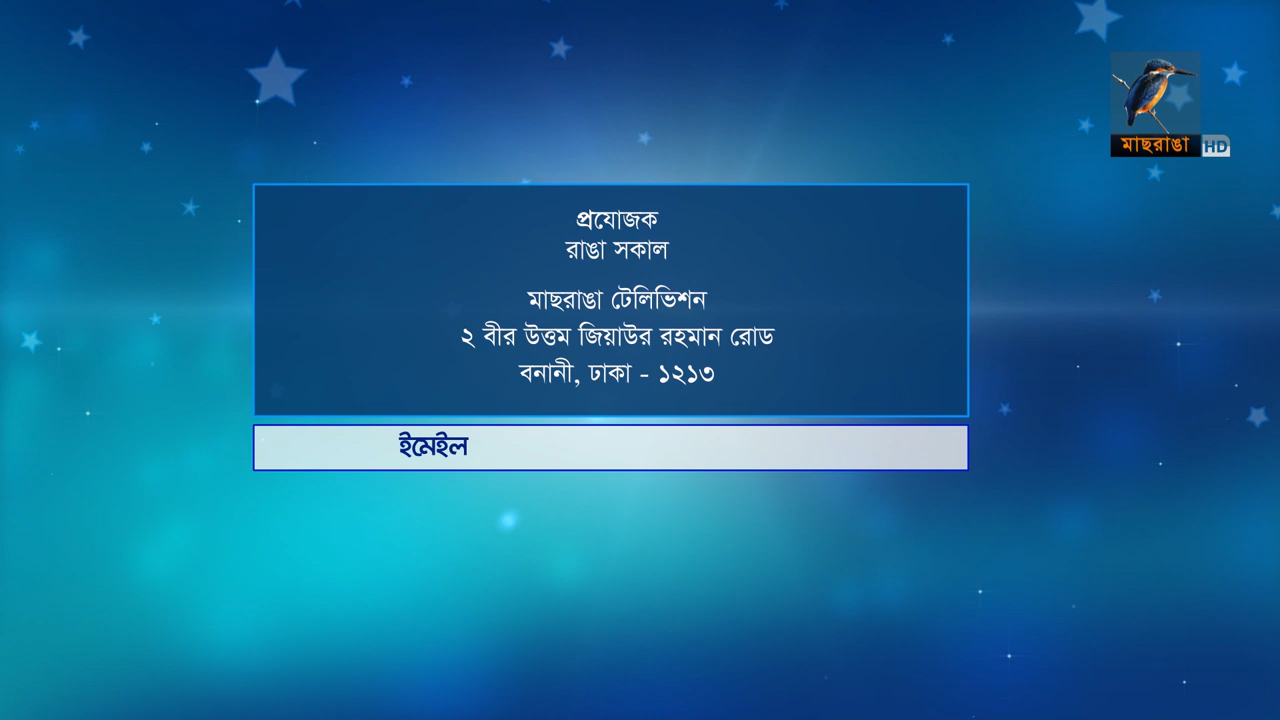 মাছরাঙা HD
প্রযোজক
রাঙা সকাল
মাছরাঙা টেলিভিশন
২ বীর উত্তম জিয়াউর রহমান রোড
বনানী, ঢাকা - ১২১৩
ইমেইল